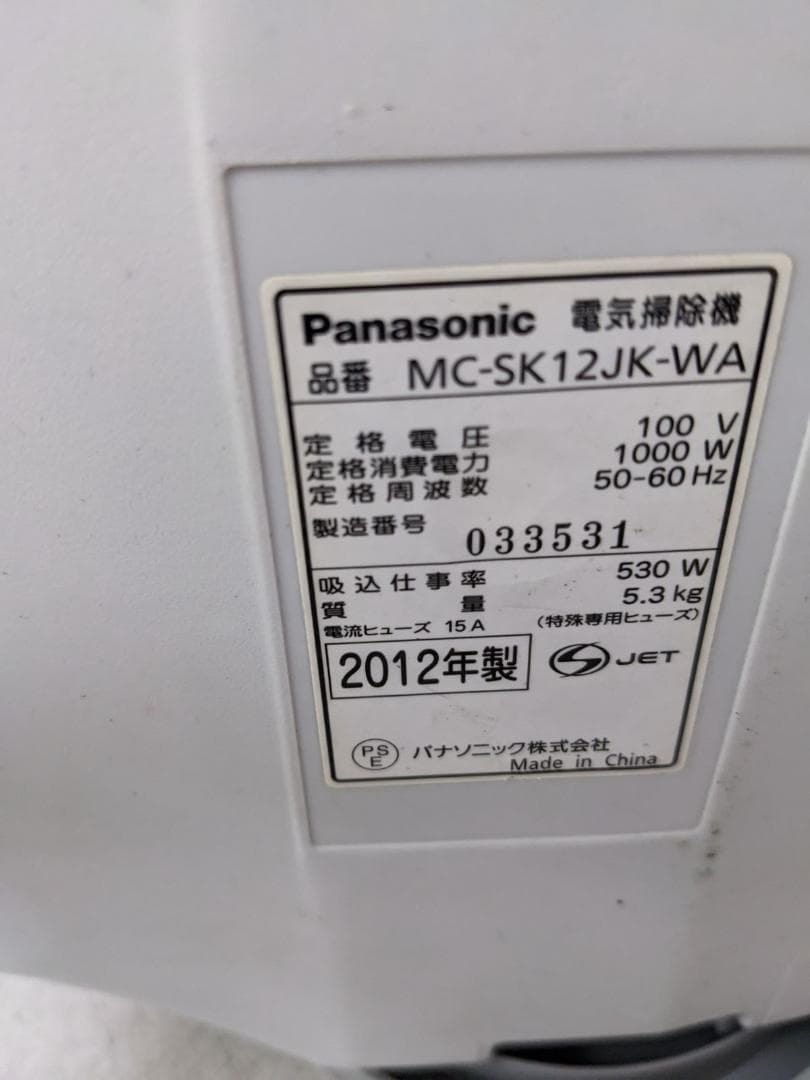 Panasonic 電気掃除機
品番 MC-SK12JK-WA
定格電圧 100 V
定格消費電力 1000 W
定格周波数 50-60 Hz
製造番号 033531
吸込仕事率 530 W
質量 5.3 kg
電流ヒューズ 15A (特殊専用ヒューズ)
2012年製 S JET
PSE パナソニック株式会社
Made in China